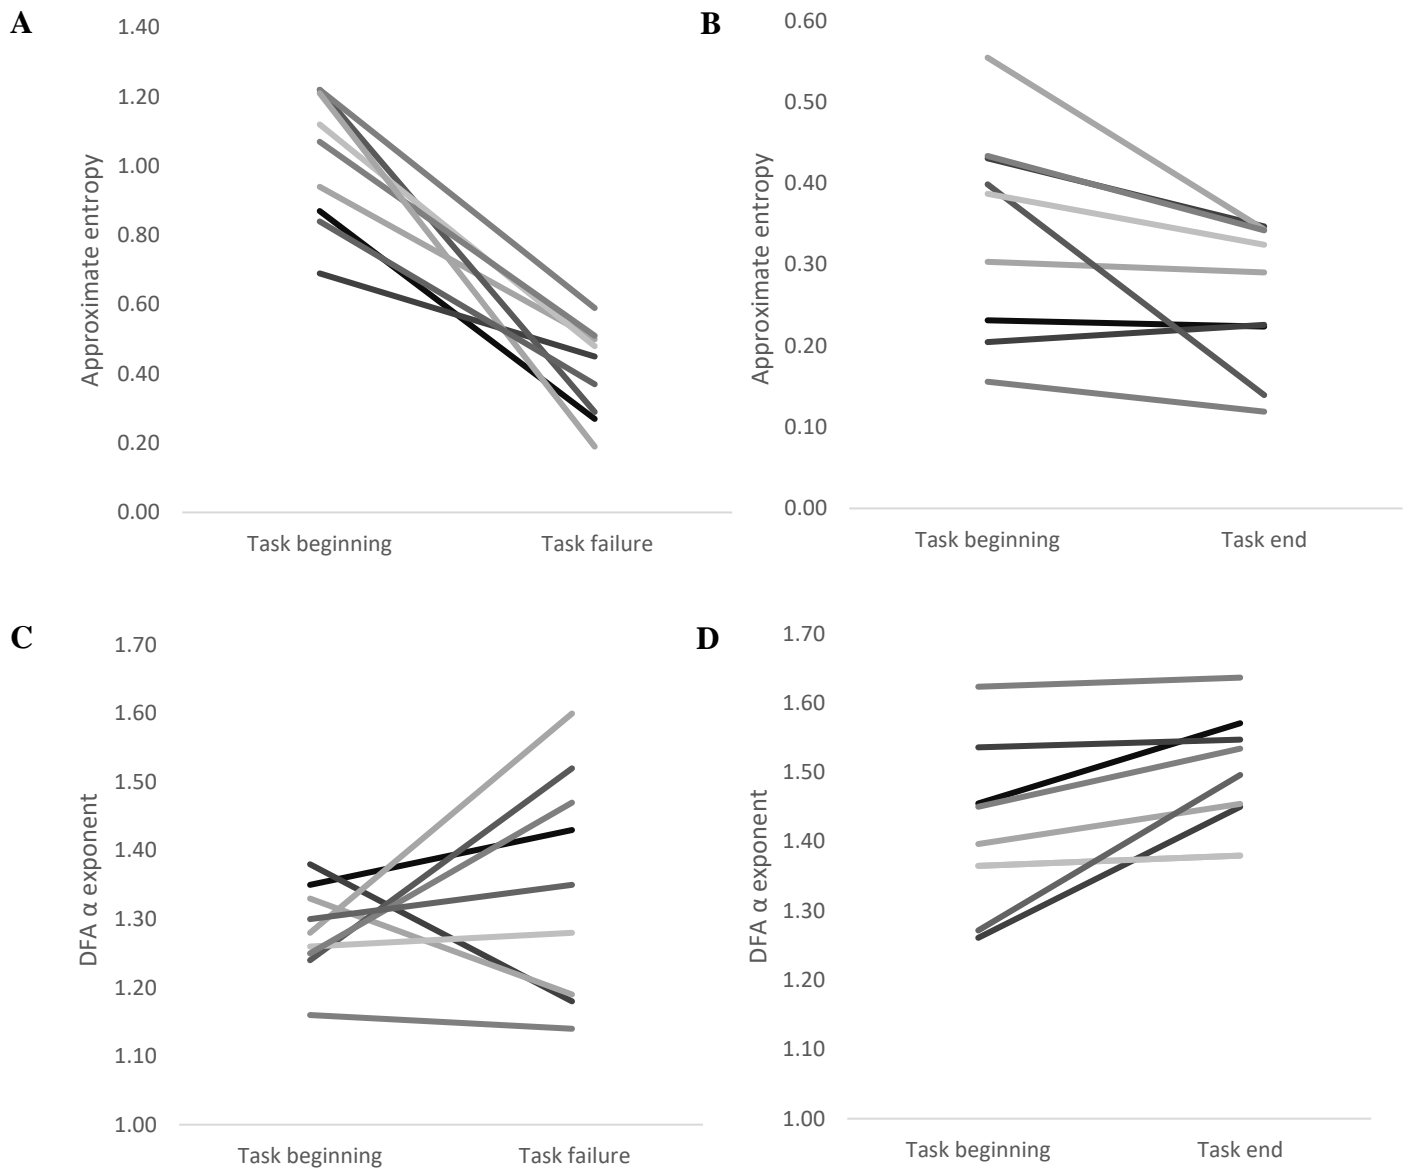 A
Approximate entropy
1.40
1.20
1.00
0.80
0.60
0.40
0.20
0.00
Task beginning
Task failure
B
Approximate entropy
0.60
0.50
0.40
0.30
0.20
0.10
0.00
Task beginning
Task end
C
DFA α exponent
1.70
1.60
1.50
1.40
1.30
1.20
1.10
1.00
Task beginning
Task failure
D
DFA α exponent
1.70
1.60
1.50
1.40
1.30
1.20
1.10
1.00
Task beginning
Task end